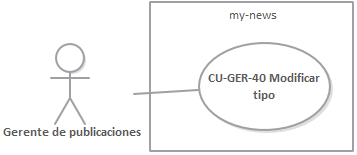 my-news
CU-GER-40 Modificar
tipo
Gerente de publicaciones